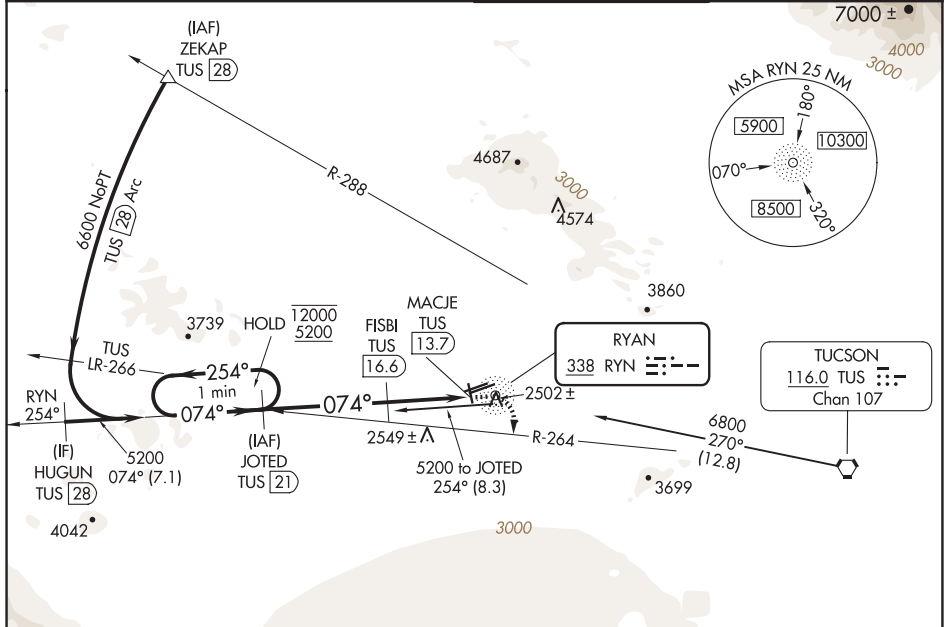 (IAF)
ZEKAP
TUS 28
7000 ±
4000
3000
MSA RYN 25 NM
180°
5900
10300
070°
8500
320°
4687
3000
4574
R-288
6600 NoPT
TUS 28 Arc
3739
HOLD
12000
5200
FISBI
TUS
16.6
MACJE
TUS
13.7
3860
RYAN
338 RYN
TUCSON
116.0 TUS
Chan 107
TUS
LR-266
254°
1 min
074°
074°
2502 ±
RYN
254°
(IF)
HUGUN
TUS 28
5200
074° (7.1)
(IAF)
JOTED
TUS 21
2549 ±
R-264
5200 to JOTED
254° (8.3)
6800
270°
(12.8)
3699
4042
3000